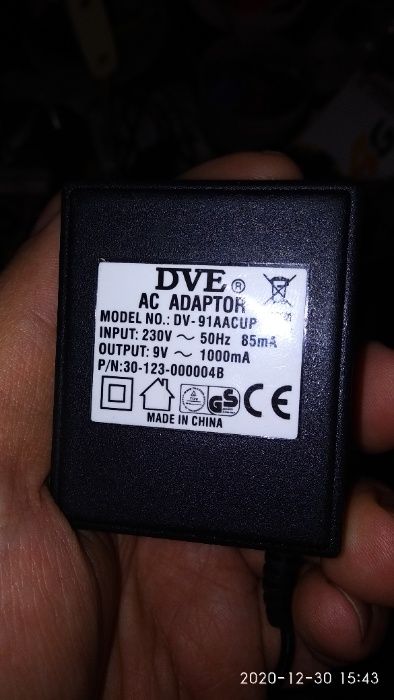 DVE ®
AC ADAPTOR
MODEL NO.: DV-91AACUP
INPUT: 230V ~ 50Hz 85mA
OUTPUT: 9V ~ 1000mA
P/N:30-123-000004B
GS CE
MADE IN CHINA
2020-12-30 15:43